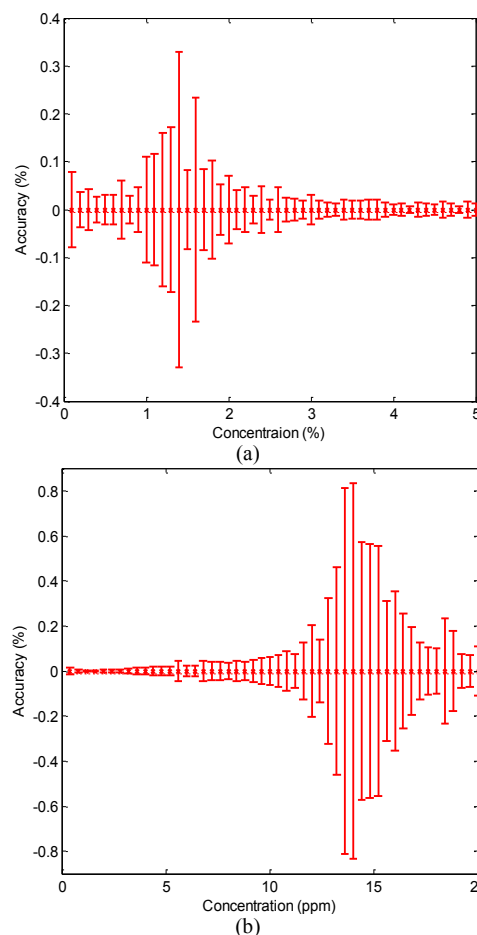 0.4
0.3
0.2
0.1
0
-0.1
-0.2
-0.3
-0.4
Accuracy (%)
0 1 2 3 4 5
Concentraion (%)
(a)
0.8
0.6
0.4
0.2
0
-0.2
-0.4
-0.6
-0.8
Accuracy (%)
0 5 10 15 2
Concentration (ppm)
(b)